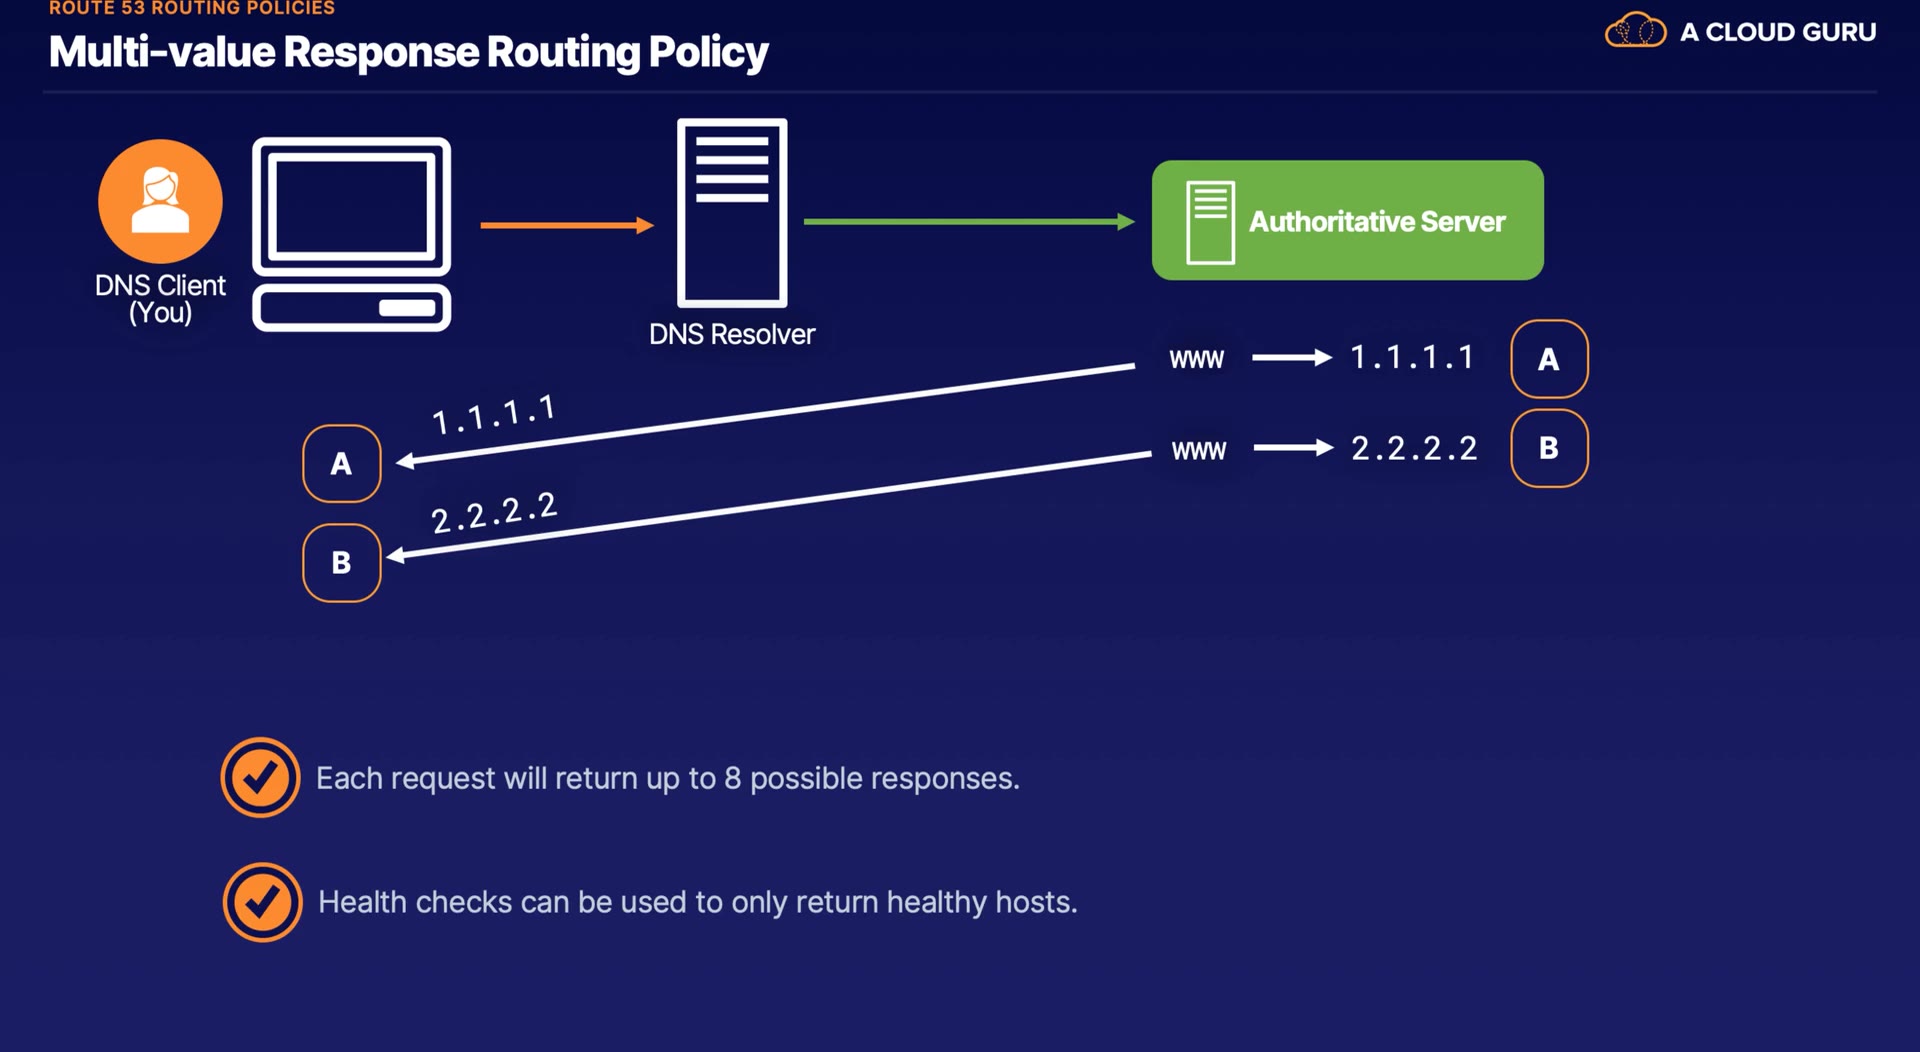 ROUTE 53 ROUTING POLICIES
Multi-value Response Routing Policy
A CLOUD GURU
DNS Client
(You)
DNS Resolver
Authoritative Server
www 1.1.1.1 A
www 2.2.2.2 B
1.1.1.1
A
2.2.2.2
B
Each request will return up to 8 possible responses.
Health checks can be used to only return healthy hosts.